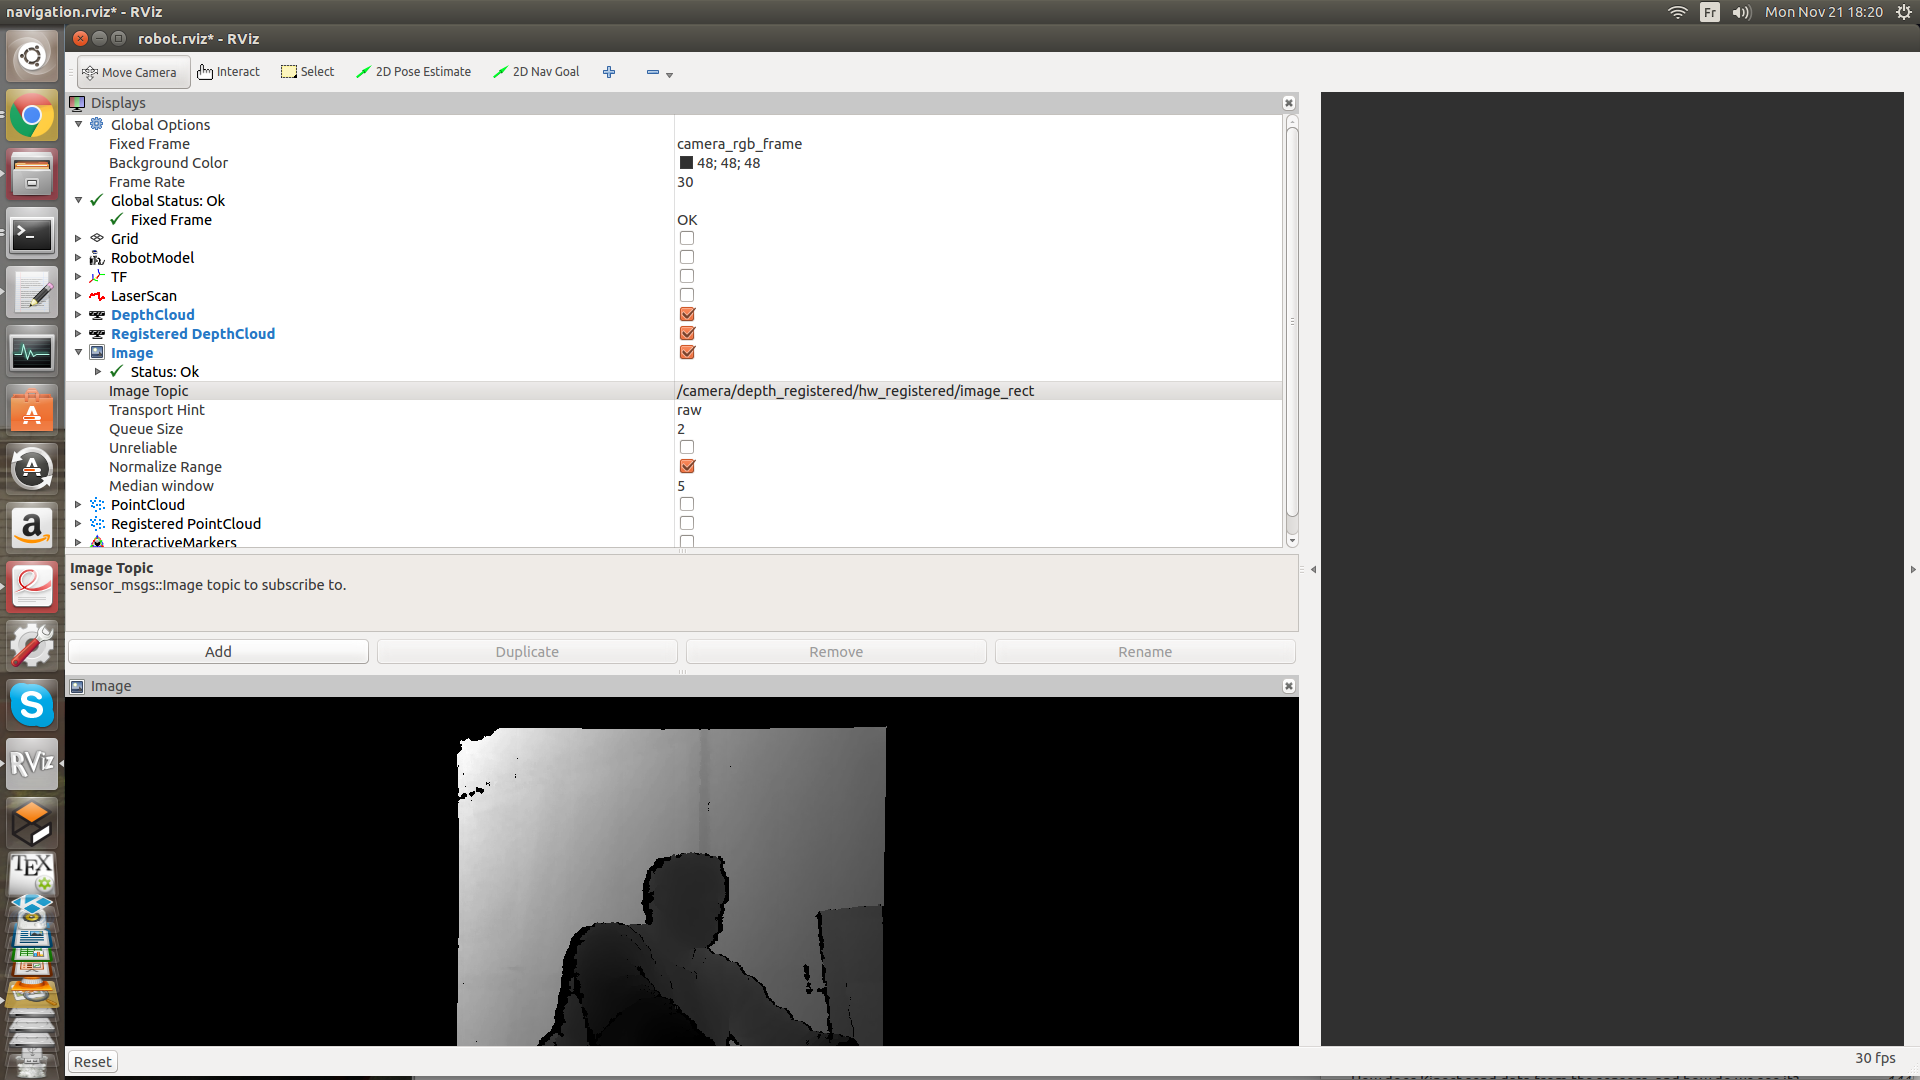 navigation.rviz* - RViz
Fr
Mon Nov 21 18:20
robot.rviz* - RViz
Move Camera
Interact
Select
2D Pose Estimate
2D Nav Goal
Displays
Global Options
Fixed Frame camera_rgb_frame
Background Color 48; 48; 48
Frame Rate 30
Global Status: Ok
Fixed Frame OK
Grid
RobotModel
TF
LaserScan
DepthCloud
Registered DepthCloud
Image
Status: Ok
Image Topic /camera/depth_registered/hw_registered/image_rect
Transport Hint raw
Queue Size 2
Unreliable
Normalize Range
Median window 5
PointCloud
Registered PointCloud
InteractiveMarkers
Image Topic
sensor_msgs::Image topic to subscribe to.
Add
Duplicate
Remove
Rename
Image
RViz
TEX
Reset
30 fps